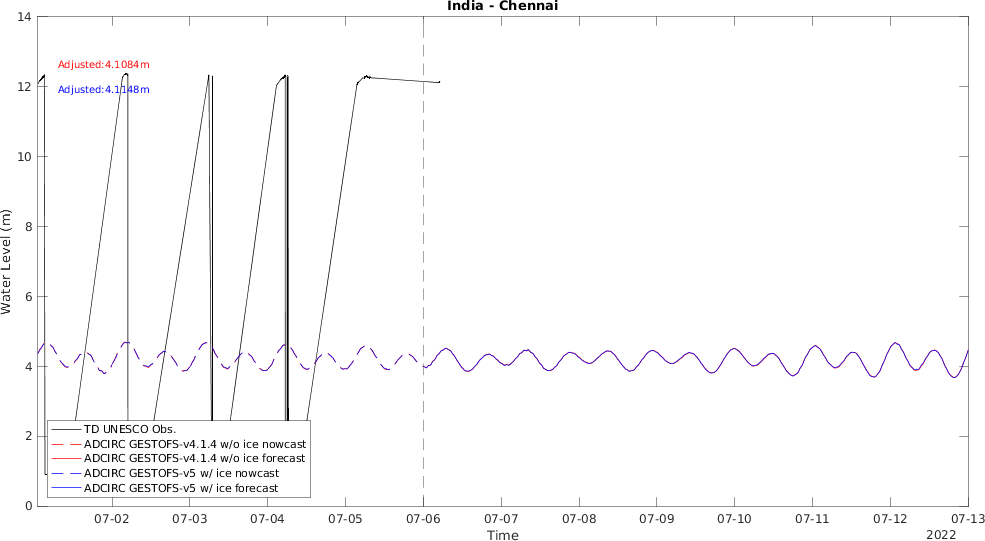 India - Chennai
Adjusted:4.1084m
Adjusted:4.1148m
Water Level (m)
14
12
10
8
6
4
2
0
TD UNESCO Obs.
ADCIRC GESTOFS-v4.1.4 w/o ice nowcast
ADCIRC GESTOFS-v4.1.4 w/o ice forecast
ADCIRC GESTOFS-v5 w/ ice nowcast
ADCIRC GESTOFS-v5 w/ ice forecast
07-02 07-03 07-04 07-05 07-06 07-07 07-08 07-09 07-10 07-11 07-12 07-13
Time
2022